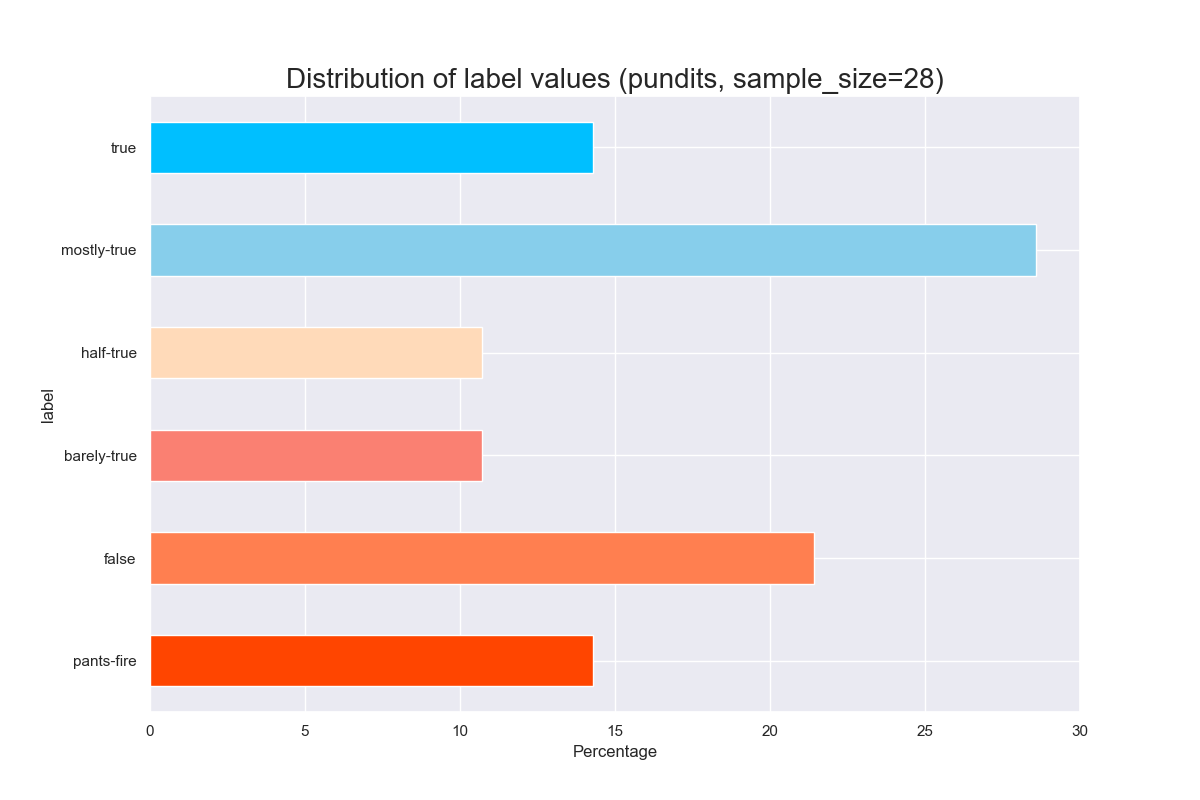 Distribution of label values (pundits, sample_size=28)
true
mostly-true
half-true
barely-true
false
pants-fire
label
0 5 10 15 20 25 30
Percentage